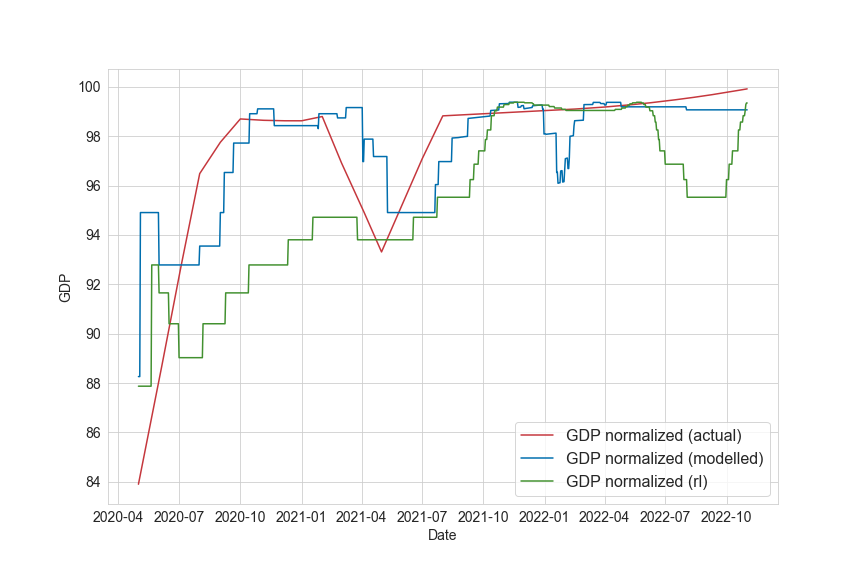 100
98
96
94
92
90
88
86
84
GDP
2020-04 2020-07 2020-10 2021-01 2021-04 2021-07 2021-10 2022-01 2022-04 2022-07 2022-10
Date
GDP normalized (actual)
GDP normalized (modelled)
GDP normalized (rl)